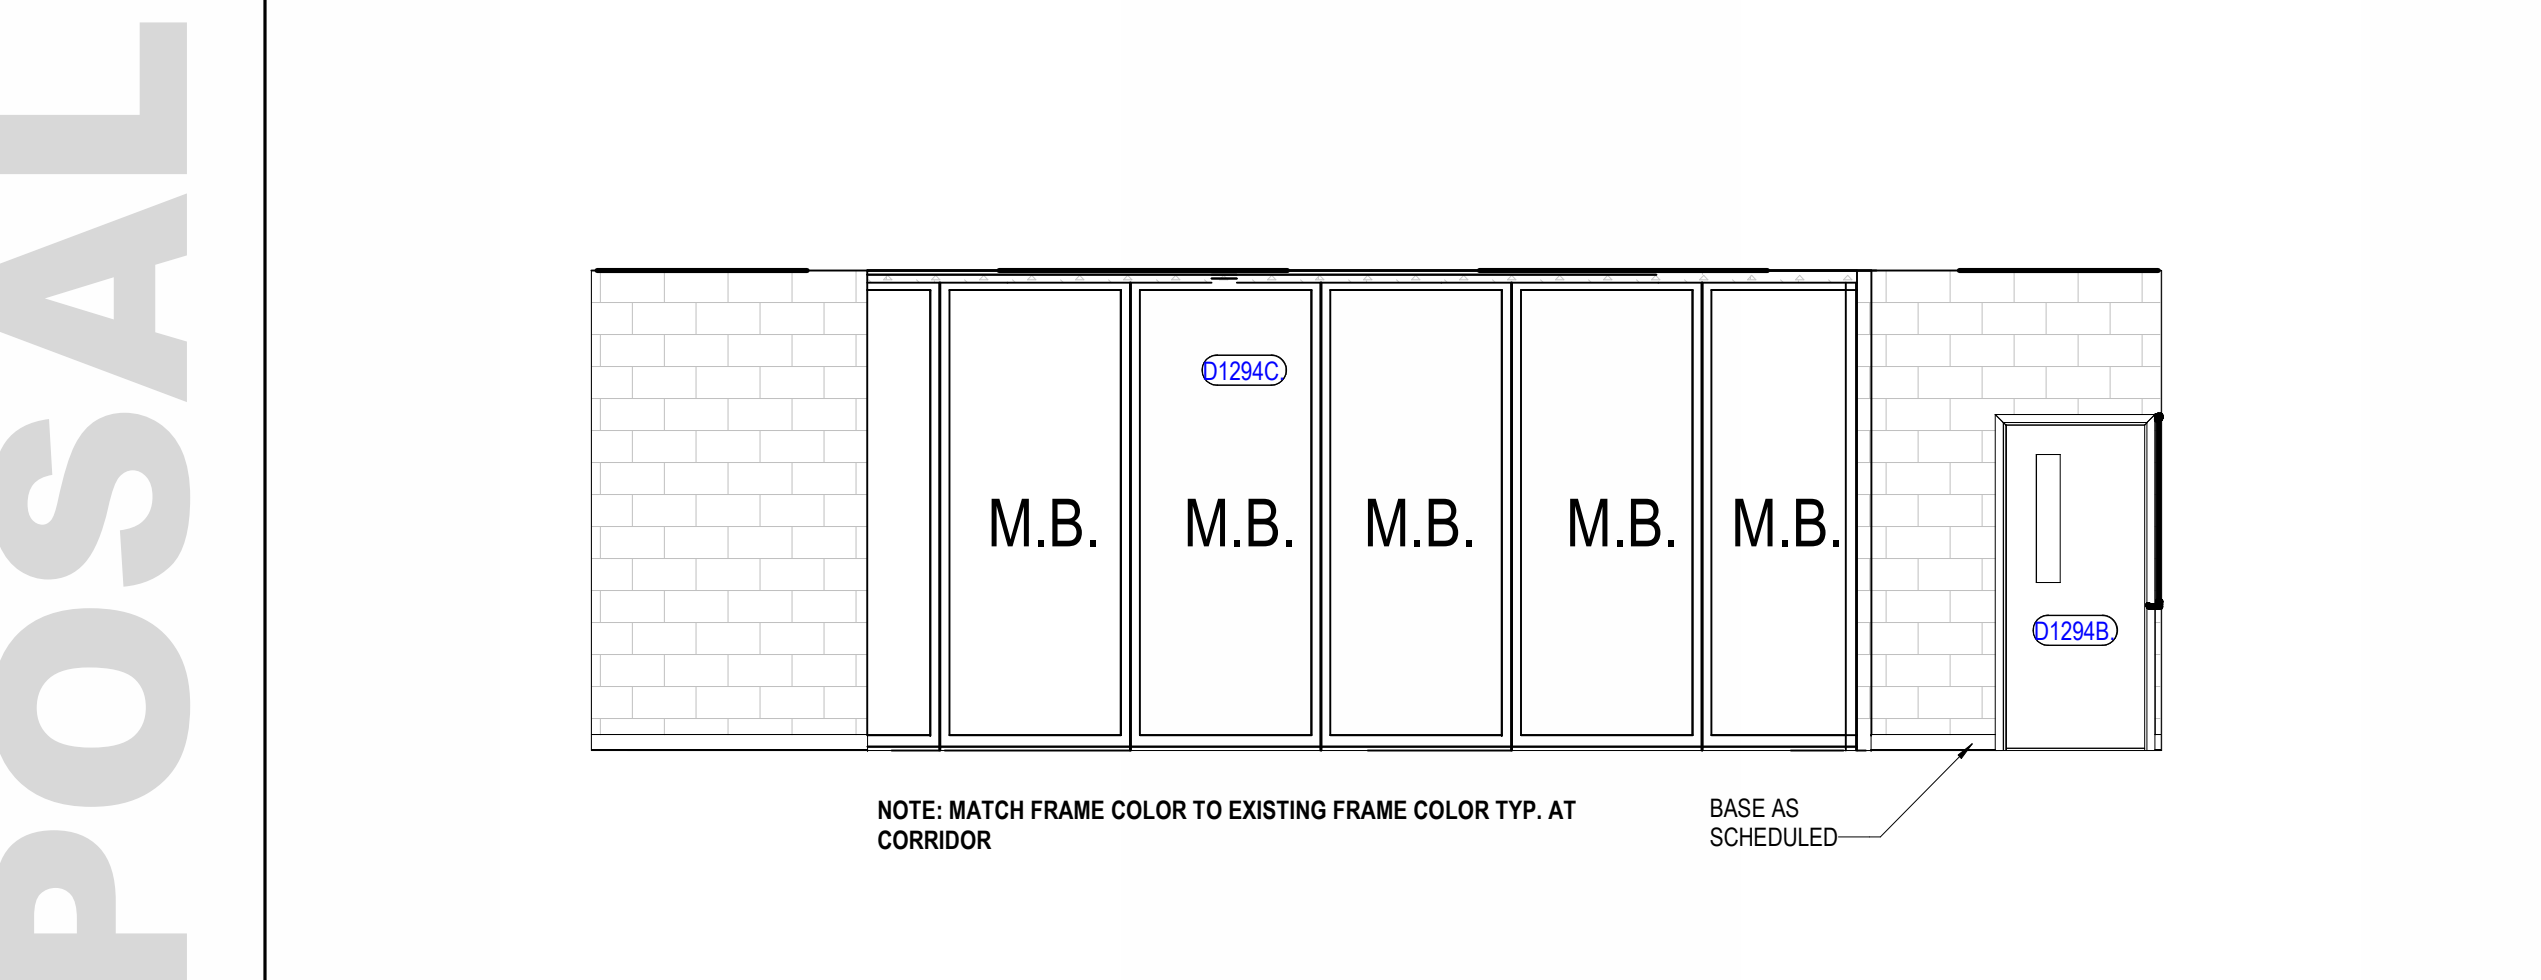 POSAL
D1294C.
M.B. M.B. M.B. M.B. M.B.
D1294B.
NOTE: MATCH FRAME COLOR TO EXISTING FRAME COLOR TYP. AT
CORRIDOR
BASE AS
SCHEDULED